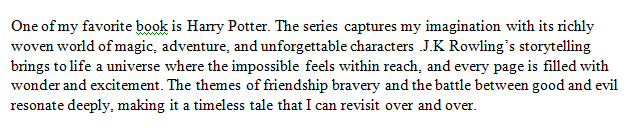 One of my favorite book is Harry Potter. The series captures my imagination with its richly
woven world of magic, adventure, and unforgettable characters .J.K Rowling's storytelling
brings to life a universe where the impossible feels within reach, and every page is filled with
wonder and excitement. The themes of friendship bravery and the battle between good and evil
resonate deeply, making it a timeless tale that I can revisit over and over.